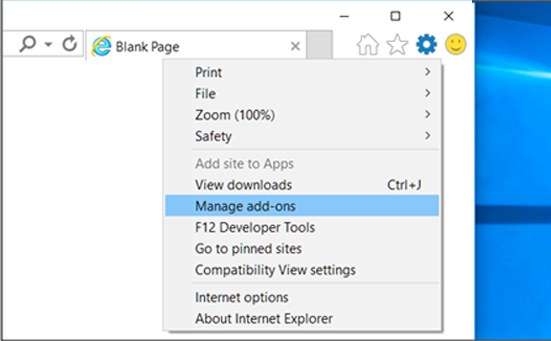 Blank Page
Print
File
Zoom (100%)
Safety
Add site to Apps
View downloads Ctrl+J
Manage add-ons
F12 Developer Tools
Go to pinned sites
Compatibility View settings
Internet options
About Internet Explorer